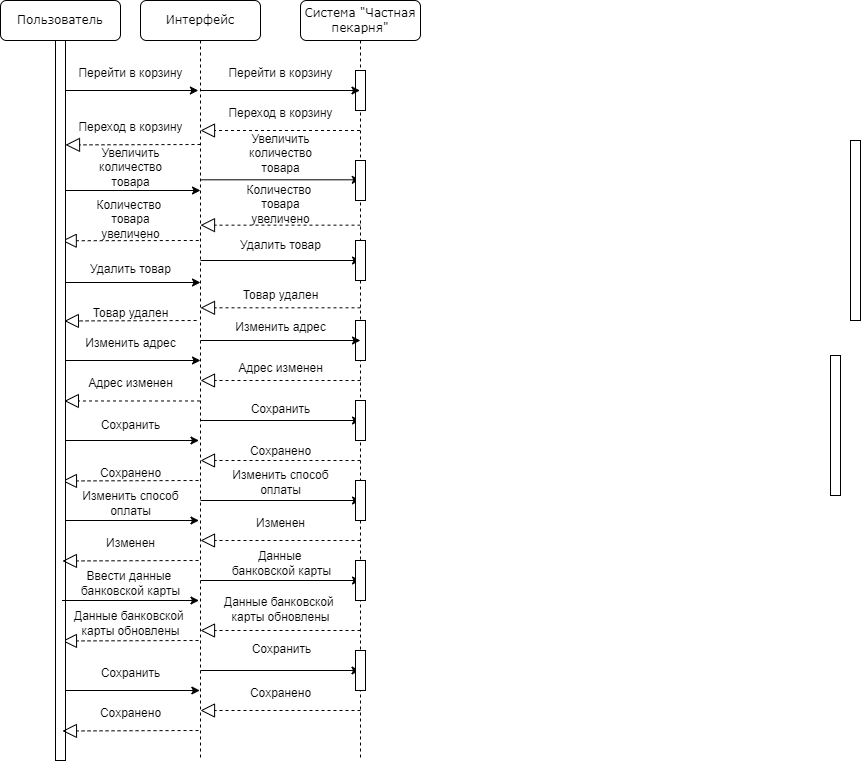 Пользователь
Интерфейс
Система "Частная
пекарня"
Перейти в корзину
Перейти в корзину
Переход в корзину
Переход в корзину
Увеличить
количество
товара
Увеличить
количество
товара
Количество
товара
увеличено
Количество
товара
увеличено
Удалить товар
Удалить товар
Товар удален
Товар удален
Изменить адрес
Изменить адрес
Адрес изменен
Адрес изменен
Сохранить
Сохранить
Сохранено
Сохранено
Изменить способ
оплаты
Изменить способ
оплаты
Изменен
Изменен
Данные
банковской карты
Ввести данные
банковской карты
Данные банковской
карты обновлены
Данные банковской
карты обновлены
Сохранить
Сохранить
Сохранено
Сохранено